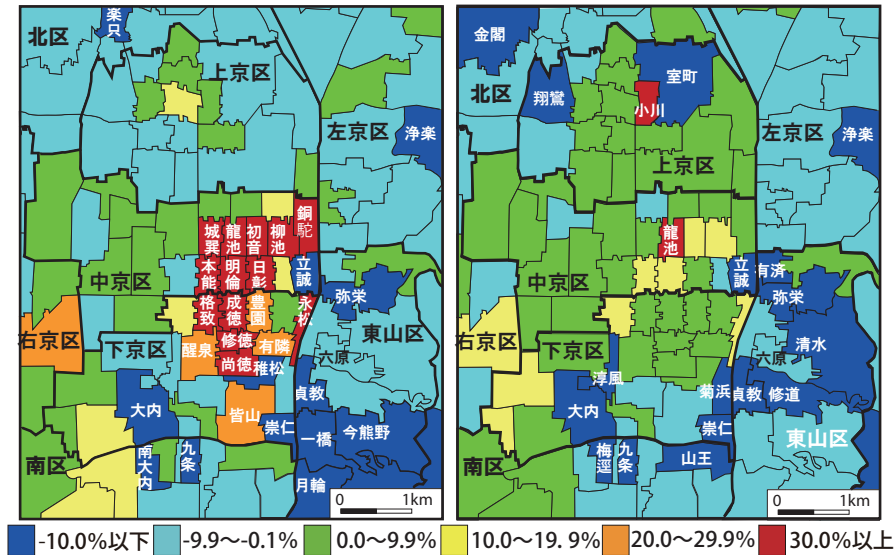 楽只
北区
上京区
左京区
浄楽
銅駝
城巽
龍池
初音
柳池
本能
明倫
日彰
立誠
中京区
格致
成徳
豊園
永松
弥栄
右京区
下京区
醒泉
修徳
有隣
尚徳
稚松
東山区
六原
貞教
大内
皆山
崇仁
一橋
今熊野
南区
南大内
九条
月輪
0 1km
金閣
北区
翔鸞
室町
小川
上京区
左京区
浄楽
龍池
中京区
立誠
有済
弥栄
右京区
下京区
六原
清水
淳風
大内
菊浜
貞教
修道
崇仁
東山区
南区
梅逕
九条
山王
0 1km
-10.0%以下
-9.9〜-0.1%
0.0〜9.9%
10.0〜19.9%
20.0〜29.9%
30.0%以上